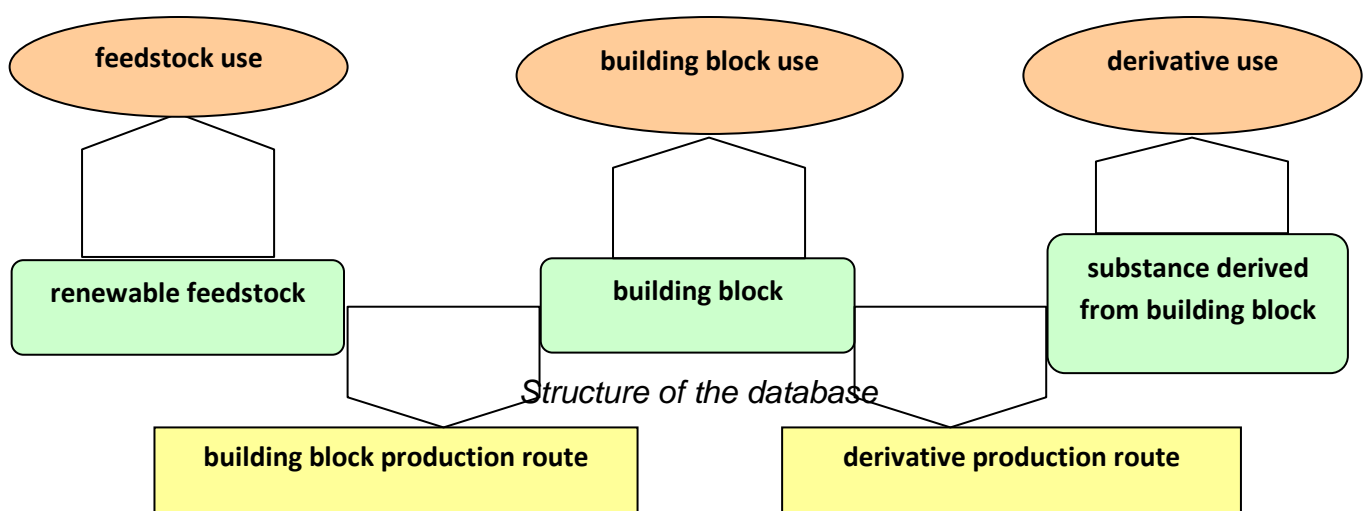 feedstock use
building block use
derivative use
renewable feedstock
building block
substance derived
from building block
Structure of the database
building block production route
derivative production route